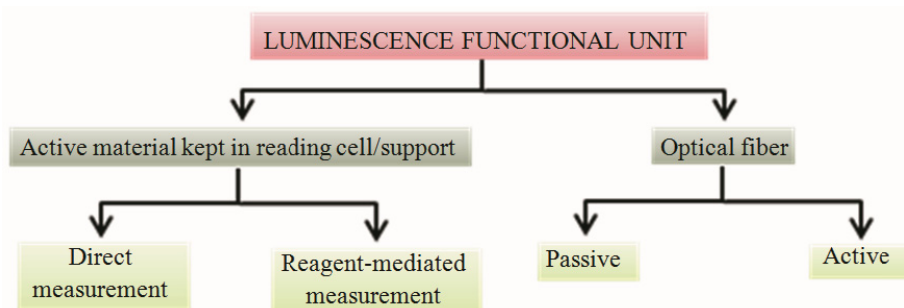 LUMINESCENCE FUNCTIONAL UNIT
Active material kept in reading cell/support
Optical fiber
Direct
measurement
Reagent-mediated
measurement
Passive
Active